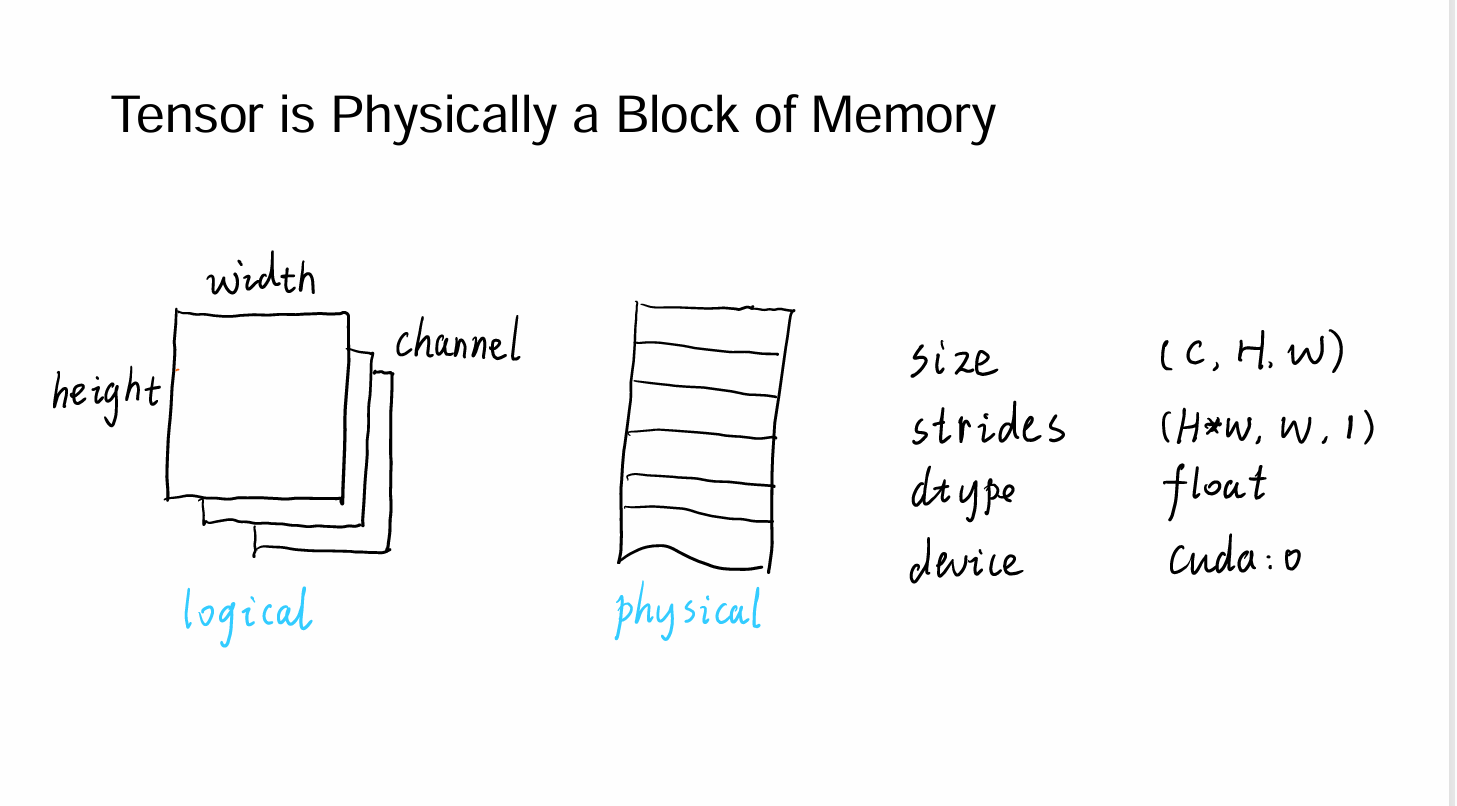 Tensor is Physically a Block of Memory
width
channel
height
logical
physical
size (C, H, W)
strides (H*W, W, 1)
dtype float
device cuda:0